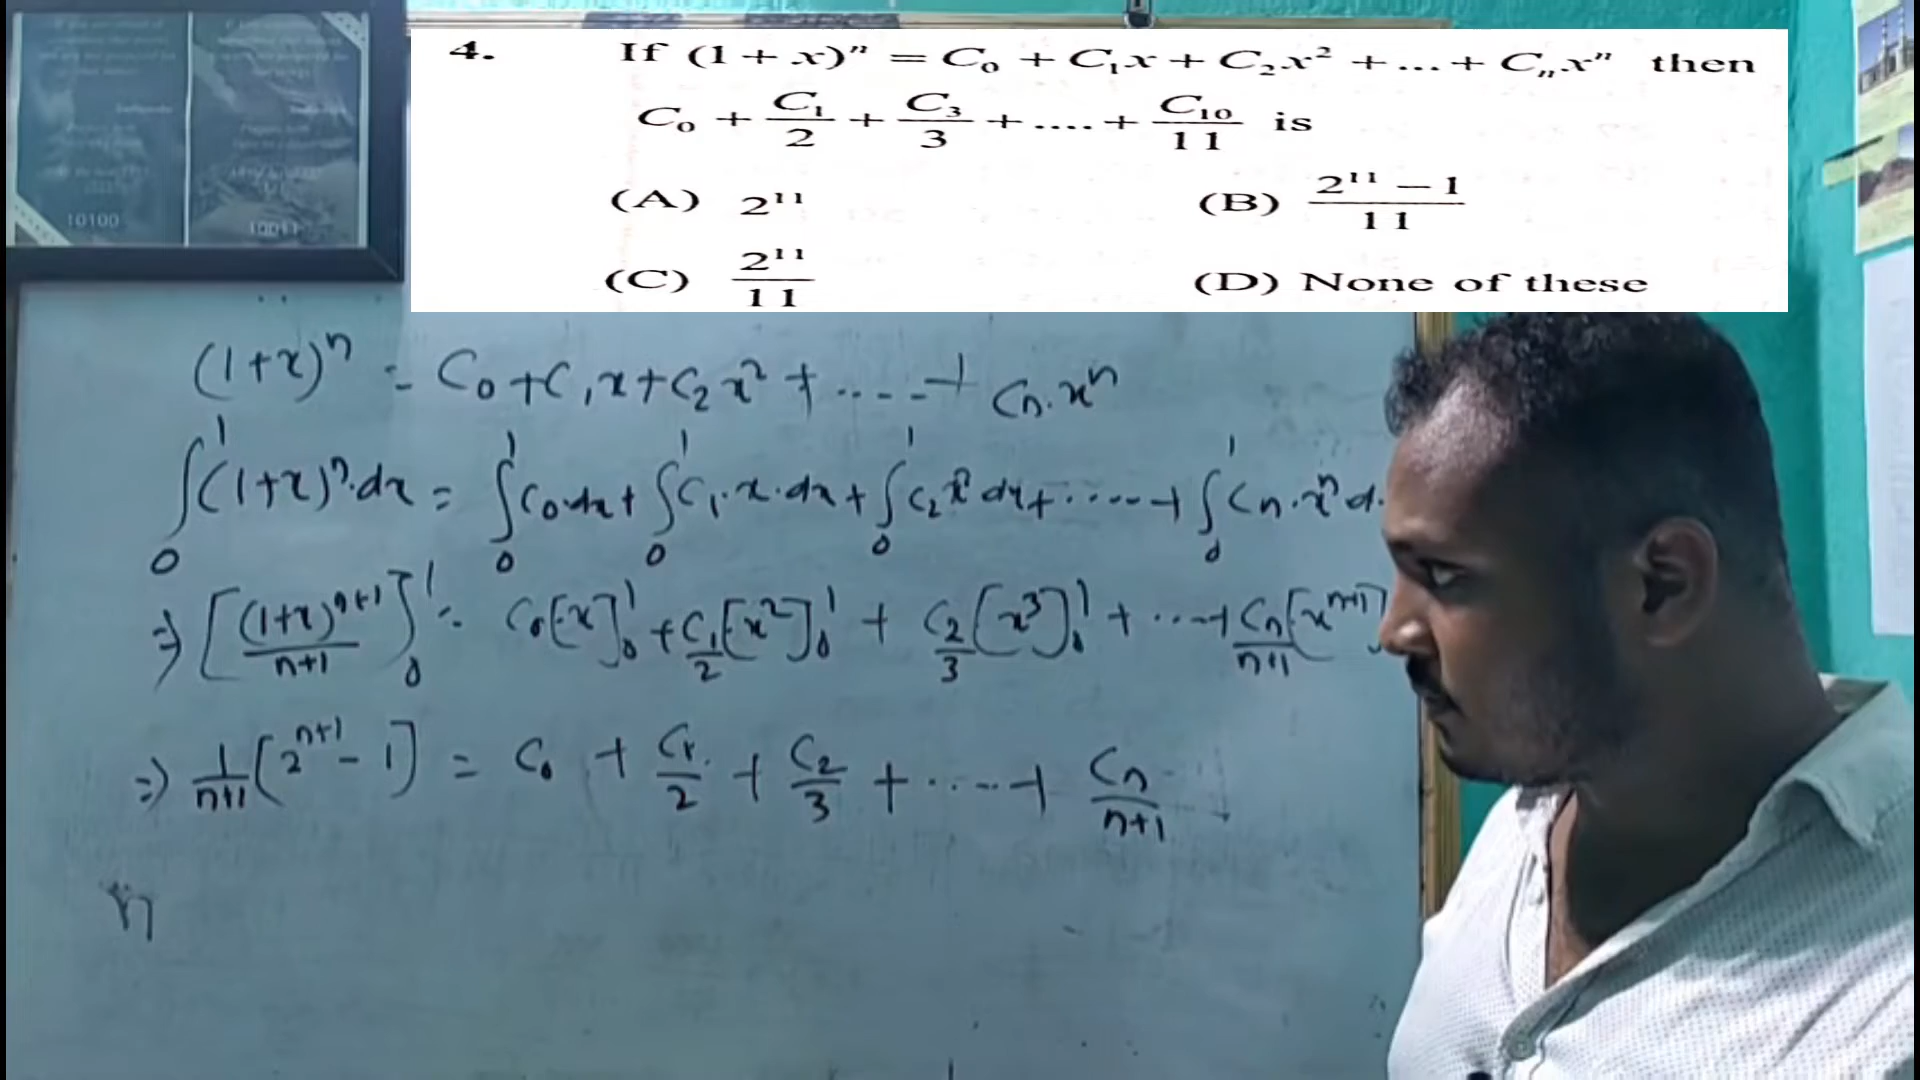 4. If (1 + x)ⁿ = C₀ + C₁x + C₂x² + ... + Cₙxⁿ then
C₀ + C₁/2 + C₃/3 + .... + C₁₀/11 is
(A) 2¹¹ (B) (2¹¹ − 1)/11
(C) 2¹¹/11 (D) None of these
10100
(1+x)ⁿ = C₀ + C₁x + C₂x² + ..... + Cₙ.xⁿ
∫₀¹(1+x)ⁿ.dx = ∫₀¹C₀.dx + ∫₀¹C₁.x.dx + ∫₀¹C₂x²dx + ..... + ∫₀¹Cₙ.xⁿd
⇒ [(1+x)ⁿ⁺¹/n+1]₀¹ = C₀[x]₀¹ + C₁/2[x²]₀¹ + C₂/3[x³]₀¹ + .... + Cₙ/n+1[xⁿ⁺¹]
⇒ 1/n+1[2ⁿ⁺¹ - 1] = C₀ + C₁/2 + C₂/3 + ..... + Cₙ/n+1
n